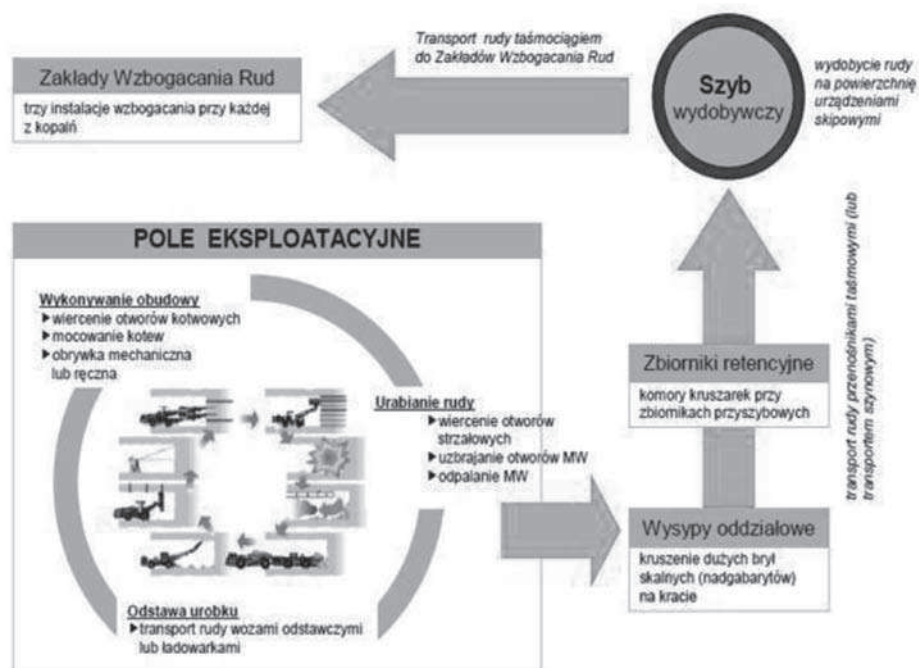 Transport rudy taśmociągiem
do Zakładów Wzbogacania Rud
Zakłady Wzbogacania Rud
trzy instalacje wzbogacania przy każdej
z kopalń
Szyb
wydobywczy
wydobycie rudy
na powierzchnię
urządzeniami
skipowymi
POLE EKSPLOATACYJNE
Wykonywanie obudowy
▶wiercenie otworów kotwowych
▶mocowanie kotew
▶obrywka mechaniczna
lub ręczna
Urabianie rudy
▶wiercenie otworów
strzałowych
▶uzbrajanie otworów MW
▶odpalanie MW
Odstawa urobku
▶transport rudy wozami odstawczymi
lub ładowarkami
Zbiorniki retencyjne
komory kruszarek przy
zbiornikach przyszybowych
transport rudy przenośnikami taśmowymi (lub
transportem szynowym)
Wysypy oddziałowe
kruszenie dużych brył
skalnych (nadgabarytów)
na kracie